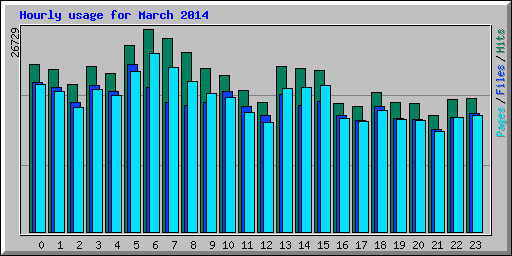 Hourly usage for March 2014
26729
Pages/Files/Hits
0 1 2 3 4 5 6 7 8 9 10 11 12 13 14 15 16 17 18 19 20 21 22 23